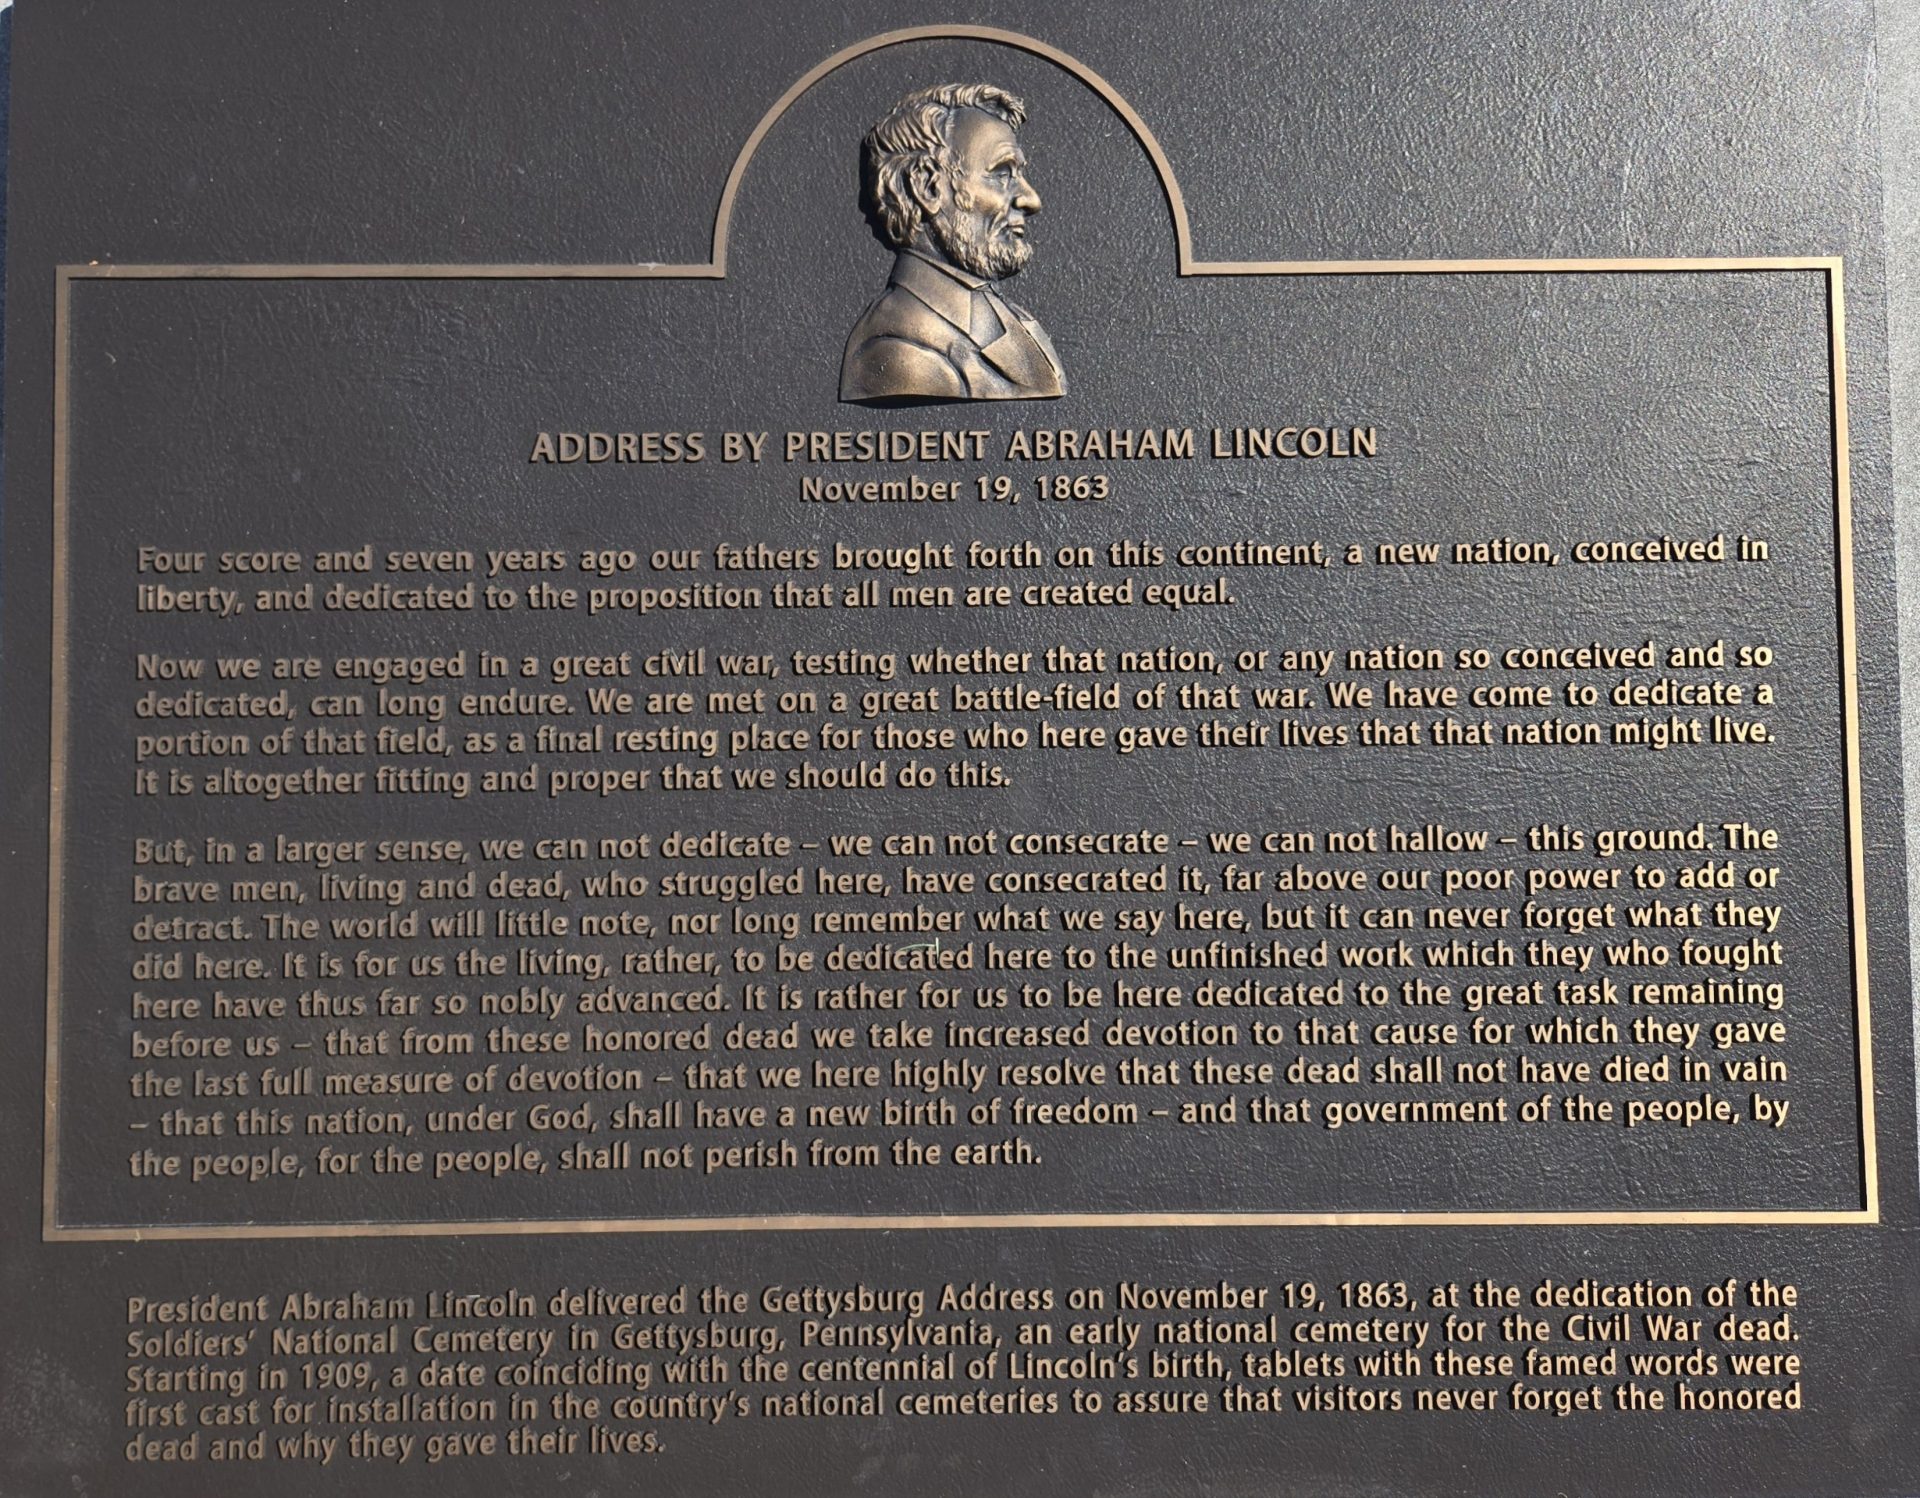 ADDRESS BY PRESIDENT ABRAHAM LINCOLN
November 19, 1863
Four score and seven years ago our fathers brought forth on this continent, a new nation, conceived in
liberty, and dedicated to the proposition that all men are created equal.
Now we are engaged in a great civil war, testing whether that nation, or any nation so conceived and so
dedicated, can long endure. We are met on a great battle-field of that war. We have come to dedicate a
portion of that field, as a final resting place for those who here gave their lives that that nation might live.
It is altogether fitting and proper that we should do this.
But, in a larger sense, we can not dedicate – we can not consecrate – we can not hallow – this ground. The
brave men, living and dead, who struggled here, have consecrated it, far above our poor power to add or
detract. The world will little note, nor long remember what we say here, but it can never forget what they
did here. It is for us the living, rather, to be dedicated here to the unfinished work which they who fought
here have thus far so nobly advanced. It is rather for us to be here dedicated to the great task remaining
before us – that from these honored dead we take increased devotion to that cause for which they gave
the last full measure of devotion – that we here highly resolve that these dead shall not have died in vain
– that this nation, under God, shall have a new birth of freedom – and that government of the people, by
the people, for the people, shall not perish from the earth.
President Abraham Lincoln delivered the Gettysburg Address on November 19, 1863, at the dedication of the
Soldiers’ National Cemetery in Gettysburg, Pennsylvania, an early national cemetery for the Civil War dead.
Starting in 1909, a date coinciding with the centennial of Lincoln’s birth, tablets with these famed words were
first cast for installation in the country’s national cemeteries to assure that visitors never forget the honored
dead and why they gave their lives.